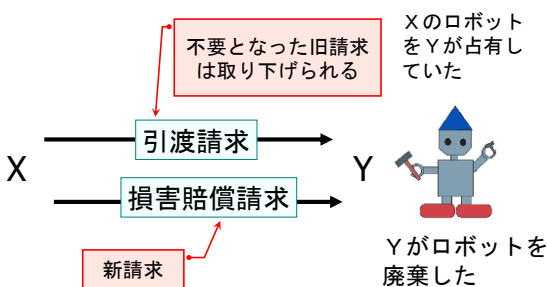 不要となった旧請求
は取り下げられる
Xのロボット
をYが占有し
ていた
引渡請求
X
Y
損害賠償請求
新請求
Yがロボットを
廃棄した